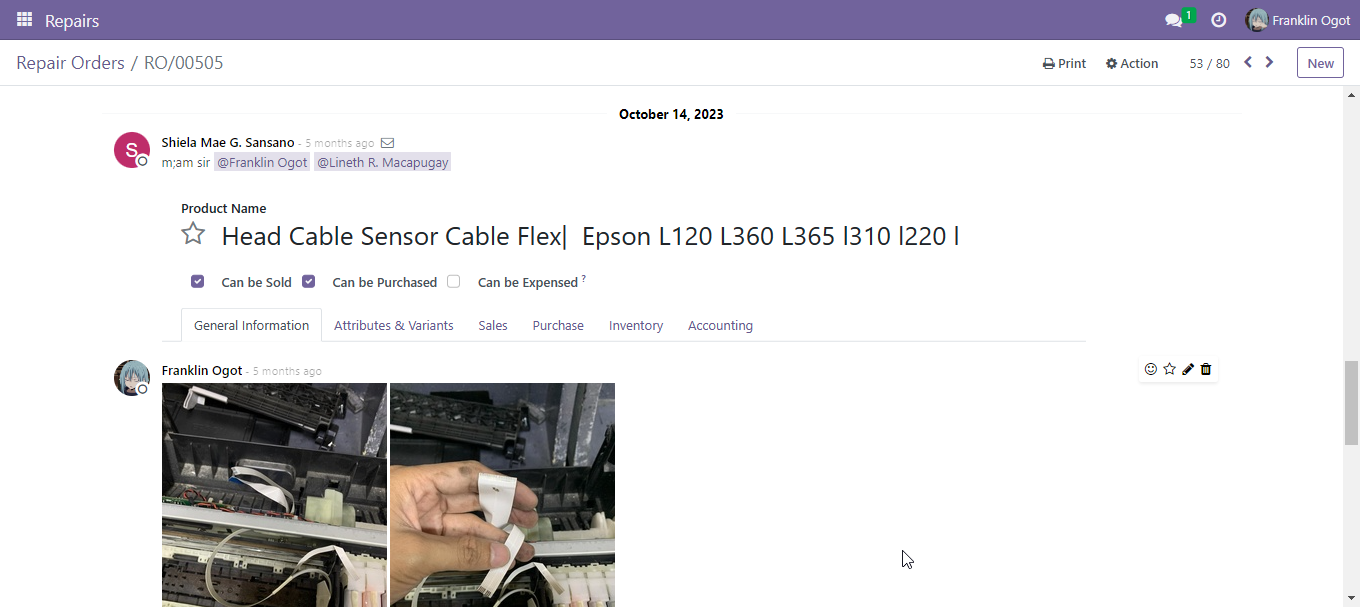 Repairs
1
Franklin Ogot
Repair Orders / RO/00505
Print
Action
53 / 80
New
October 14, 2023
S
Shiela Mae G. Sansano - 5 months ago
m;am sir @Franklin Ogot @Lineth R. Macapugay
Product Name
Head Cable Sensor Cable Flex|  Epson L120 L360 L365 l310 l220 l
Can be Sold
Can be Purchased
Can be Expensed ?
General Information
Attributes & Variants
Sales
Purchase
Inventory
Accounting
Franklin Ogot - 5 months ago